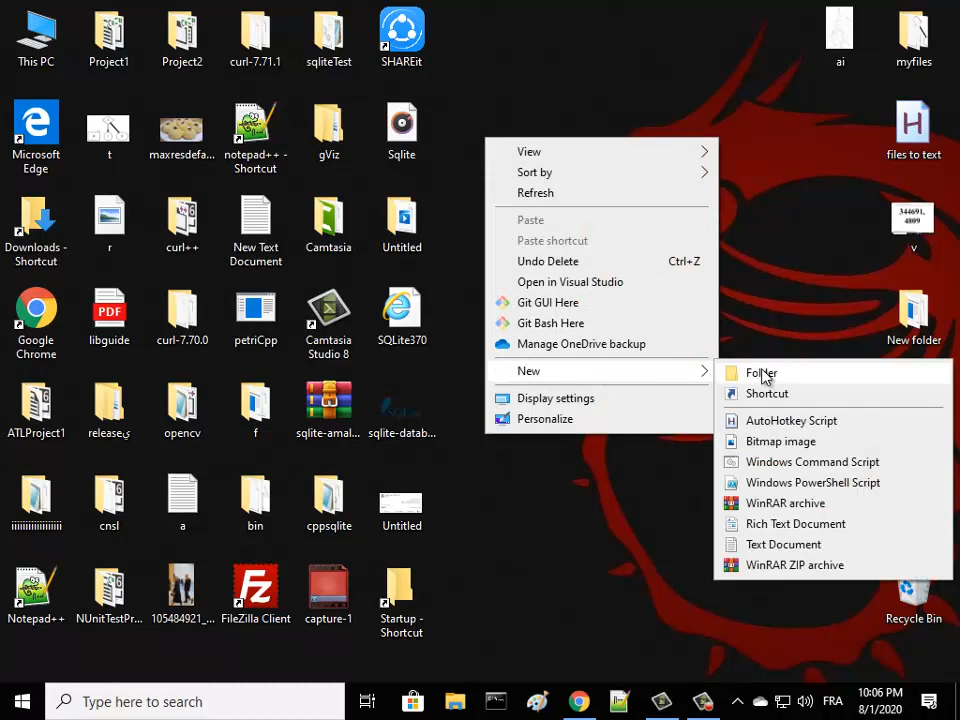 This PC
Project1
Project2
curl-7.71.1
sqliteTest
SHAREit
ai
myfiles
Microsoft
Edge
t
maxresdefa...
notepad++ -
Shortcut
gViz
Sqlite
files to text
Downloads -
Shortcut
r
curl++
New Text
Document
Camtasia
Untitled
344691,
4809
v
Google
Chrome
PDF
libguide
curl-7.70.0
petriCpp
Camtasia
Studio 8
SQLite370
New folder
ATLProject1
releases
opencv
f
sqlite-amal...
sqlite-datab...
cnsl
a
bin
cppsqlite
Untitled
Notepad++
NUnitTestPr...
105484921_...
FileZilla Client
capture-1
Startup -
Shortcut
Recycle Bin
View
Sort by
Refresh
Paste
Paste shortcut
Undo Delete Ctrl+Z
Open in Visual Studio
Git GUI Here
Git Bash Here
Manage OneDrive backup
New
Display settings
Personalize
Folder
Shortcut
AutoHotkey Script
Bitmap image
Windows Command Script
Windows PowerShell Script
WinRAR archive
Rich Text Document
Text Document
WinRAR ZIP archive
Type here to search
FRA
10:06 PM
8/1/2020